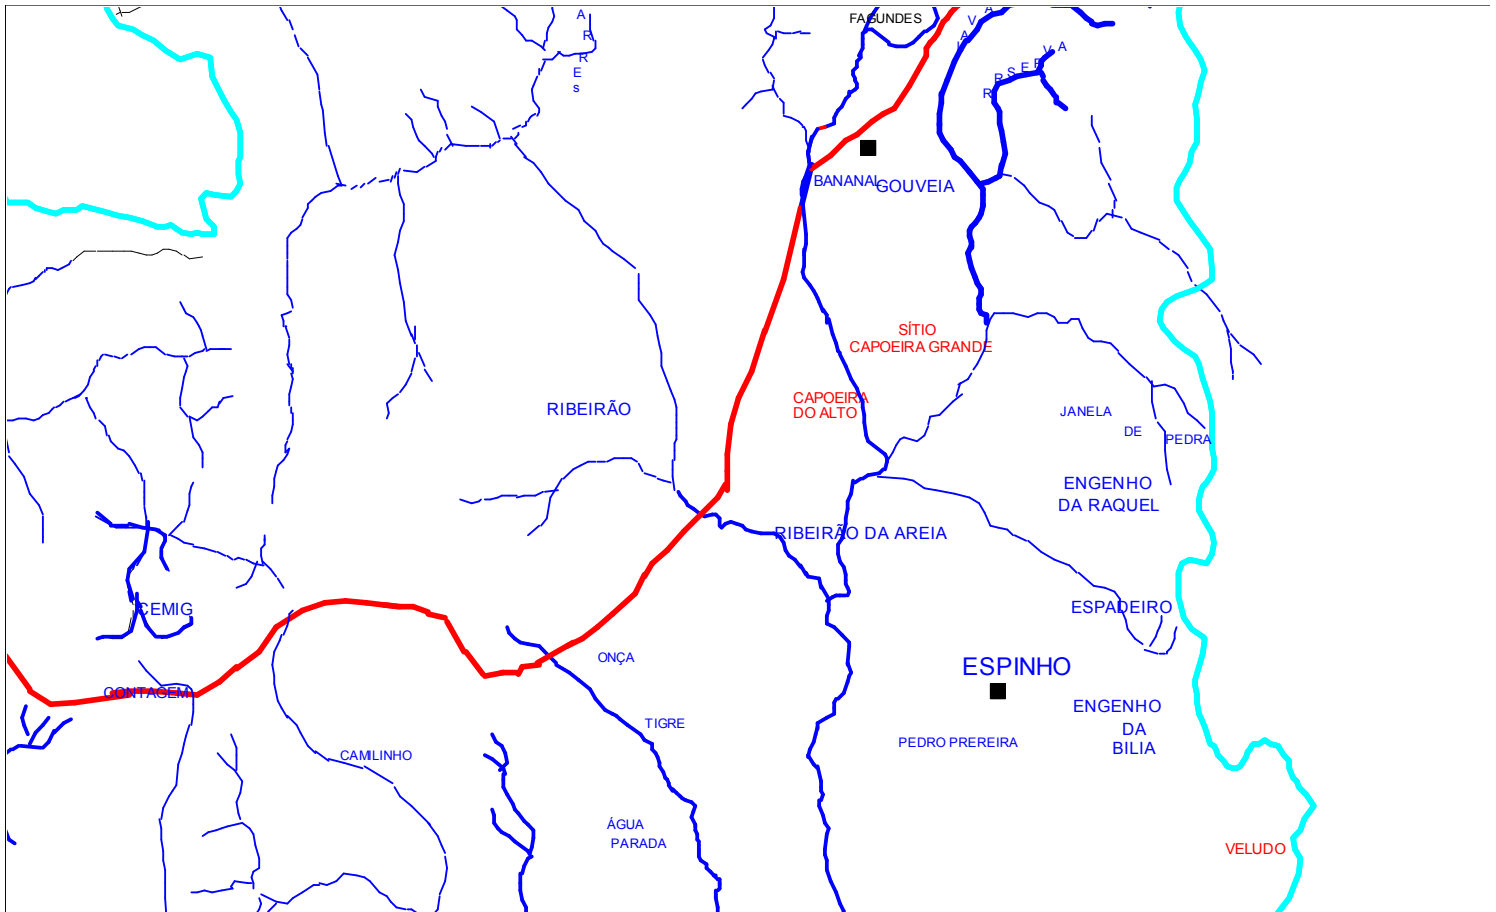 FAGUNDES
A
R
R
E
s
A
V
A
J
A
V
R
E
S
R
R
BANANAL
GOUVEIA
SÍTIO
CAPOEIRA GRANDE
CAPOEIRA
DO ALTO
RIBEIRÃO
JANELA
DE
PEDRA
ENGENHO
DA RAQUEL
RIBEIRÃO DA AREIA
CEMIG
ESPADEIRO
ONÇA
ESPINHO
CONTAGEM
ENGENHO
DA
BILIA
TIGRE
PEDRO PREREIRA
CAMILINHO
ÁGUA
PARADA
VELUDO